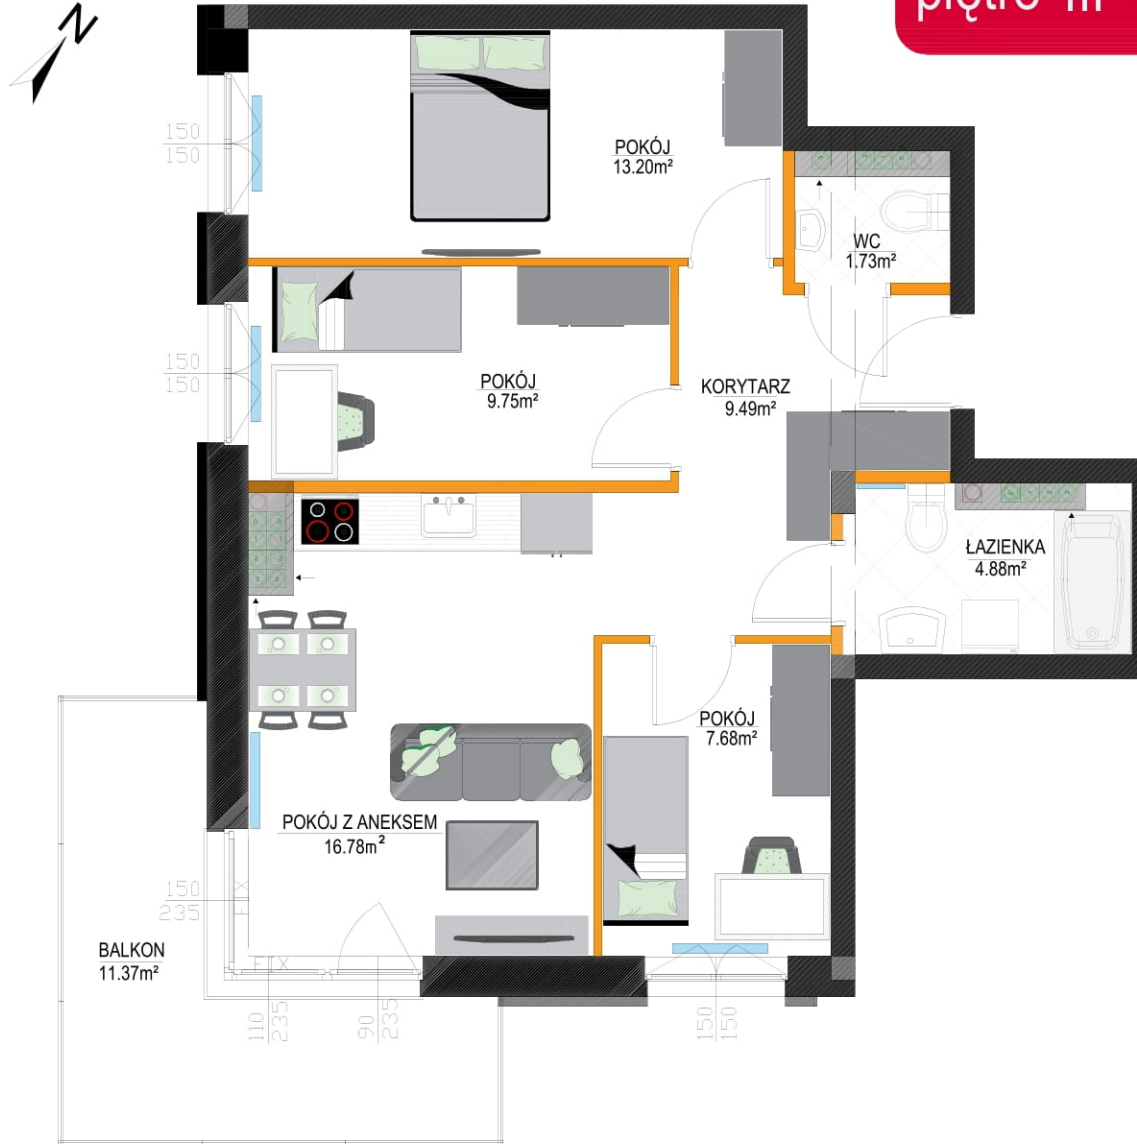 piętro III
N
POKÓJ
13.20m²
150
150
WC
1.73m²
POKÓJ
9.75m²
150
150
KORYTARZ
9.49m²
ŁAZIENKA
4.88m²
POKÓJ
7.68m²
POKÓJ Z ANEKSEM
16.78m²
150
235
BALKON
11.37m²
FIX
110
235
90
235
150
150